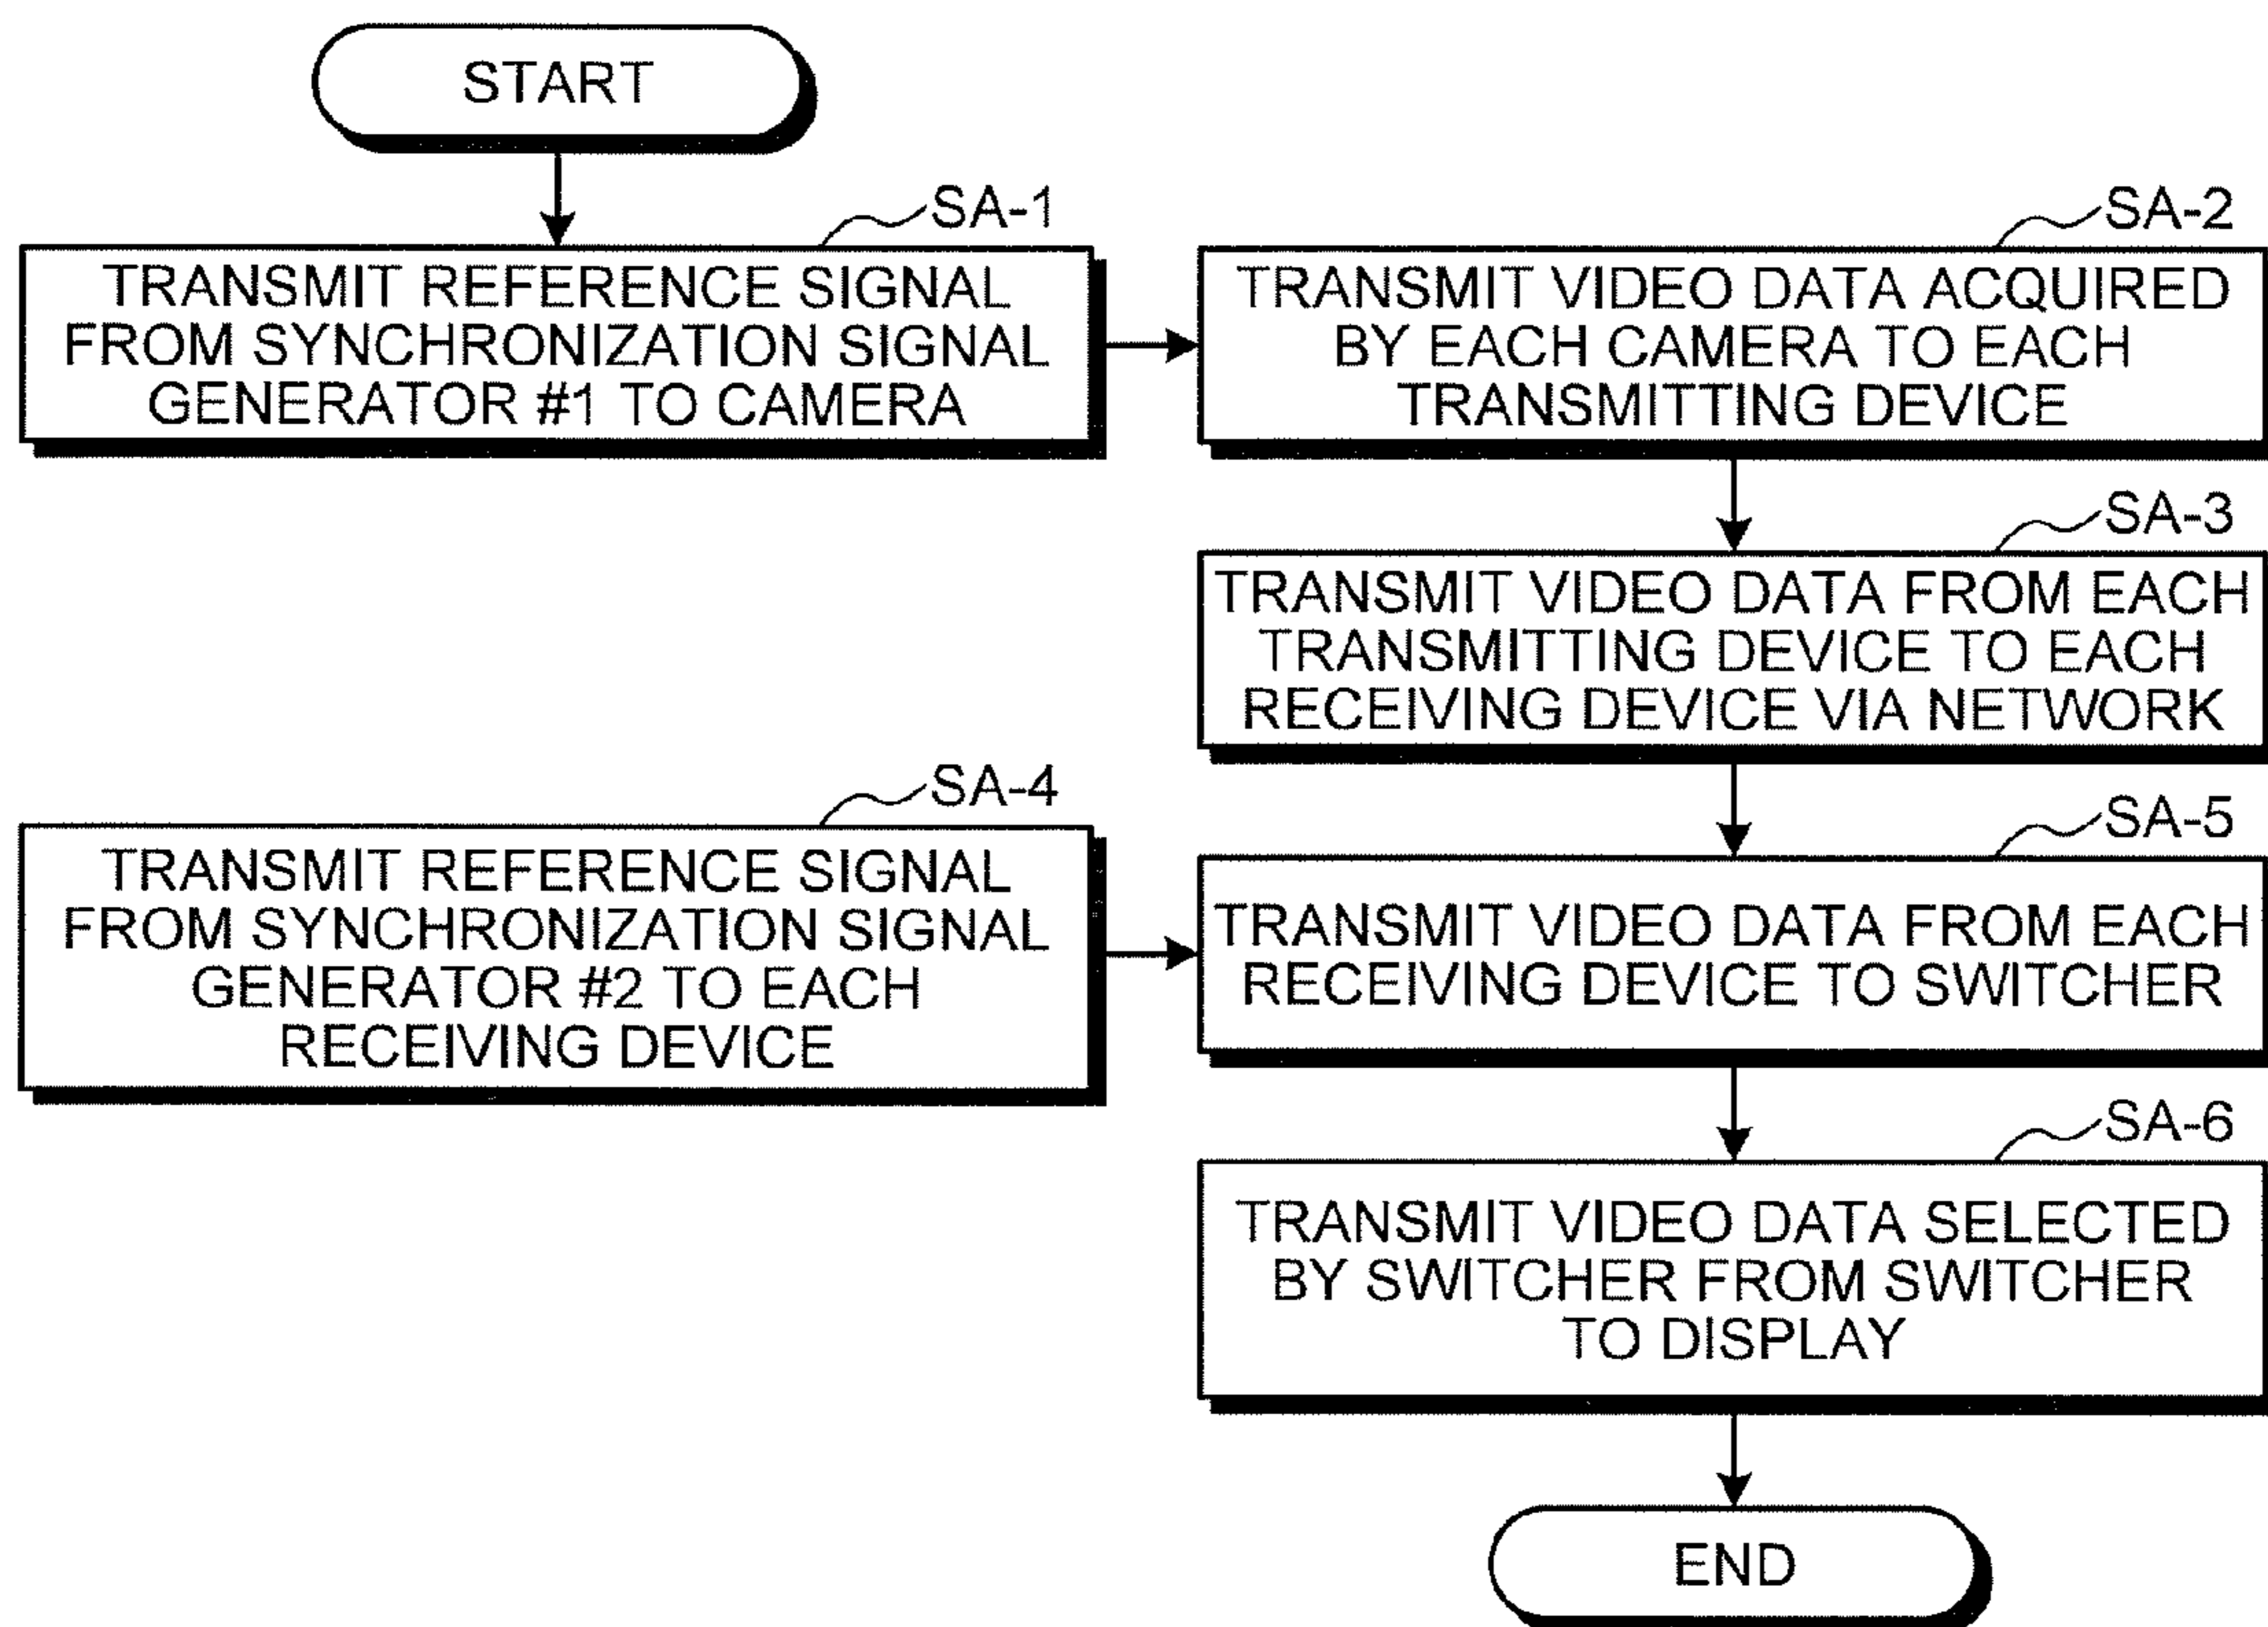 START
SA-1
TRANSMIT REFERENCE SIGNAL
FROM SYNCHRONIZATION SIGNAL
GENERATOR #1 TO CAMERA
SA-2
TRANSMIT VIDEO DATA ACQUIRED
BY EACH CAMERA TO EACH
TRANSMITTING DEVICE
SA-3
TRANSMIT VIDEO DATA FROM EACH
TRANSMITTING DEVICE TO EACH
RECEIVING DEVICE VIA NETWORK
SA-4
TRANSMIT REFERENCE SIGNAL
FROM SYNCHRONIZATION SIGNAL
GENERATOR #2 TO EACH
RECEIVING DEVICE
SA-5
TRANSMIT VIDEO DATA FROM EACH
RECEIVING DEVICE TO SWITCHER
SA-6
TRANSMIT VIDEO DATA SELECTED
BY SWITCHER FROM SWITCHER
TO DISPLAY
END